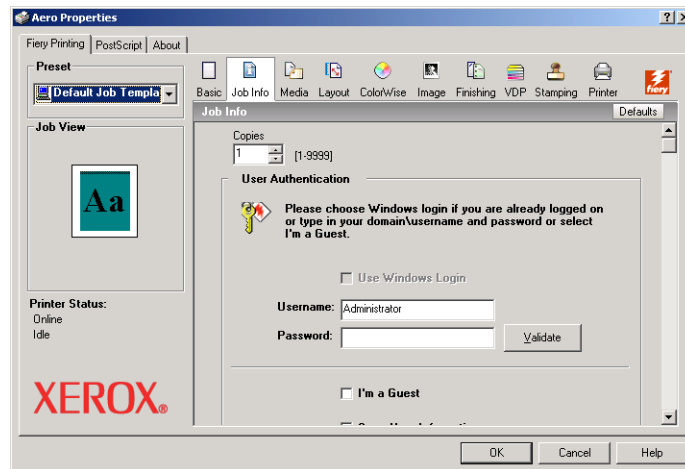 Aero Properties
Fiery Printing PostScript About
Preset
Default Job Templa
Job View
Aa
Printer Status:
Online
Idle
XEROX®
Basic Job Info Media Layout ColorWise Image Finishing VDP Stamping Printer
fiery
Job Info Defaults
Copies
1 [1-9999]
User Authentication
Please choose Windows login if you are already logged on
or type in your domain\username and password or select
I'm a Guest.
Use Windows Login
Username: Administrator
Password: Validate
I'm a Guest
OK Cancel Help